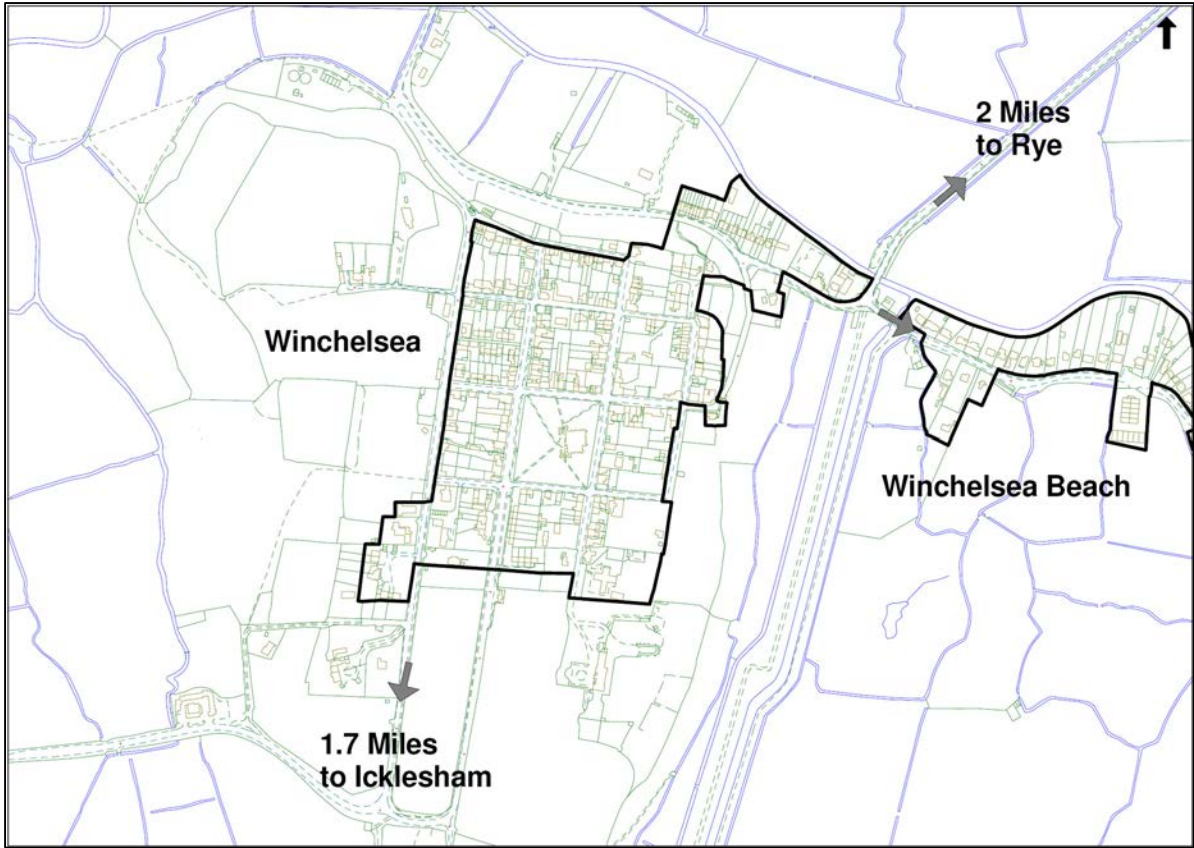 2 Miles
to Rye
Winchelsea
Winchelsea Beach
1.7 Miles
to Icklesham